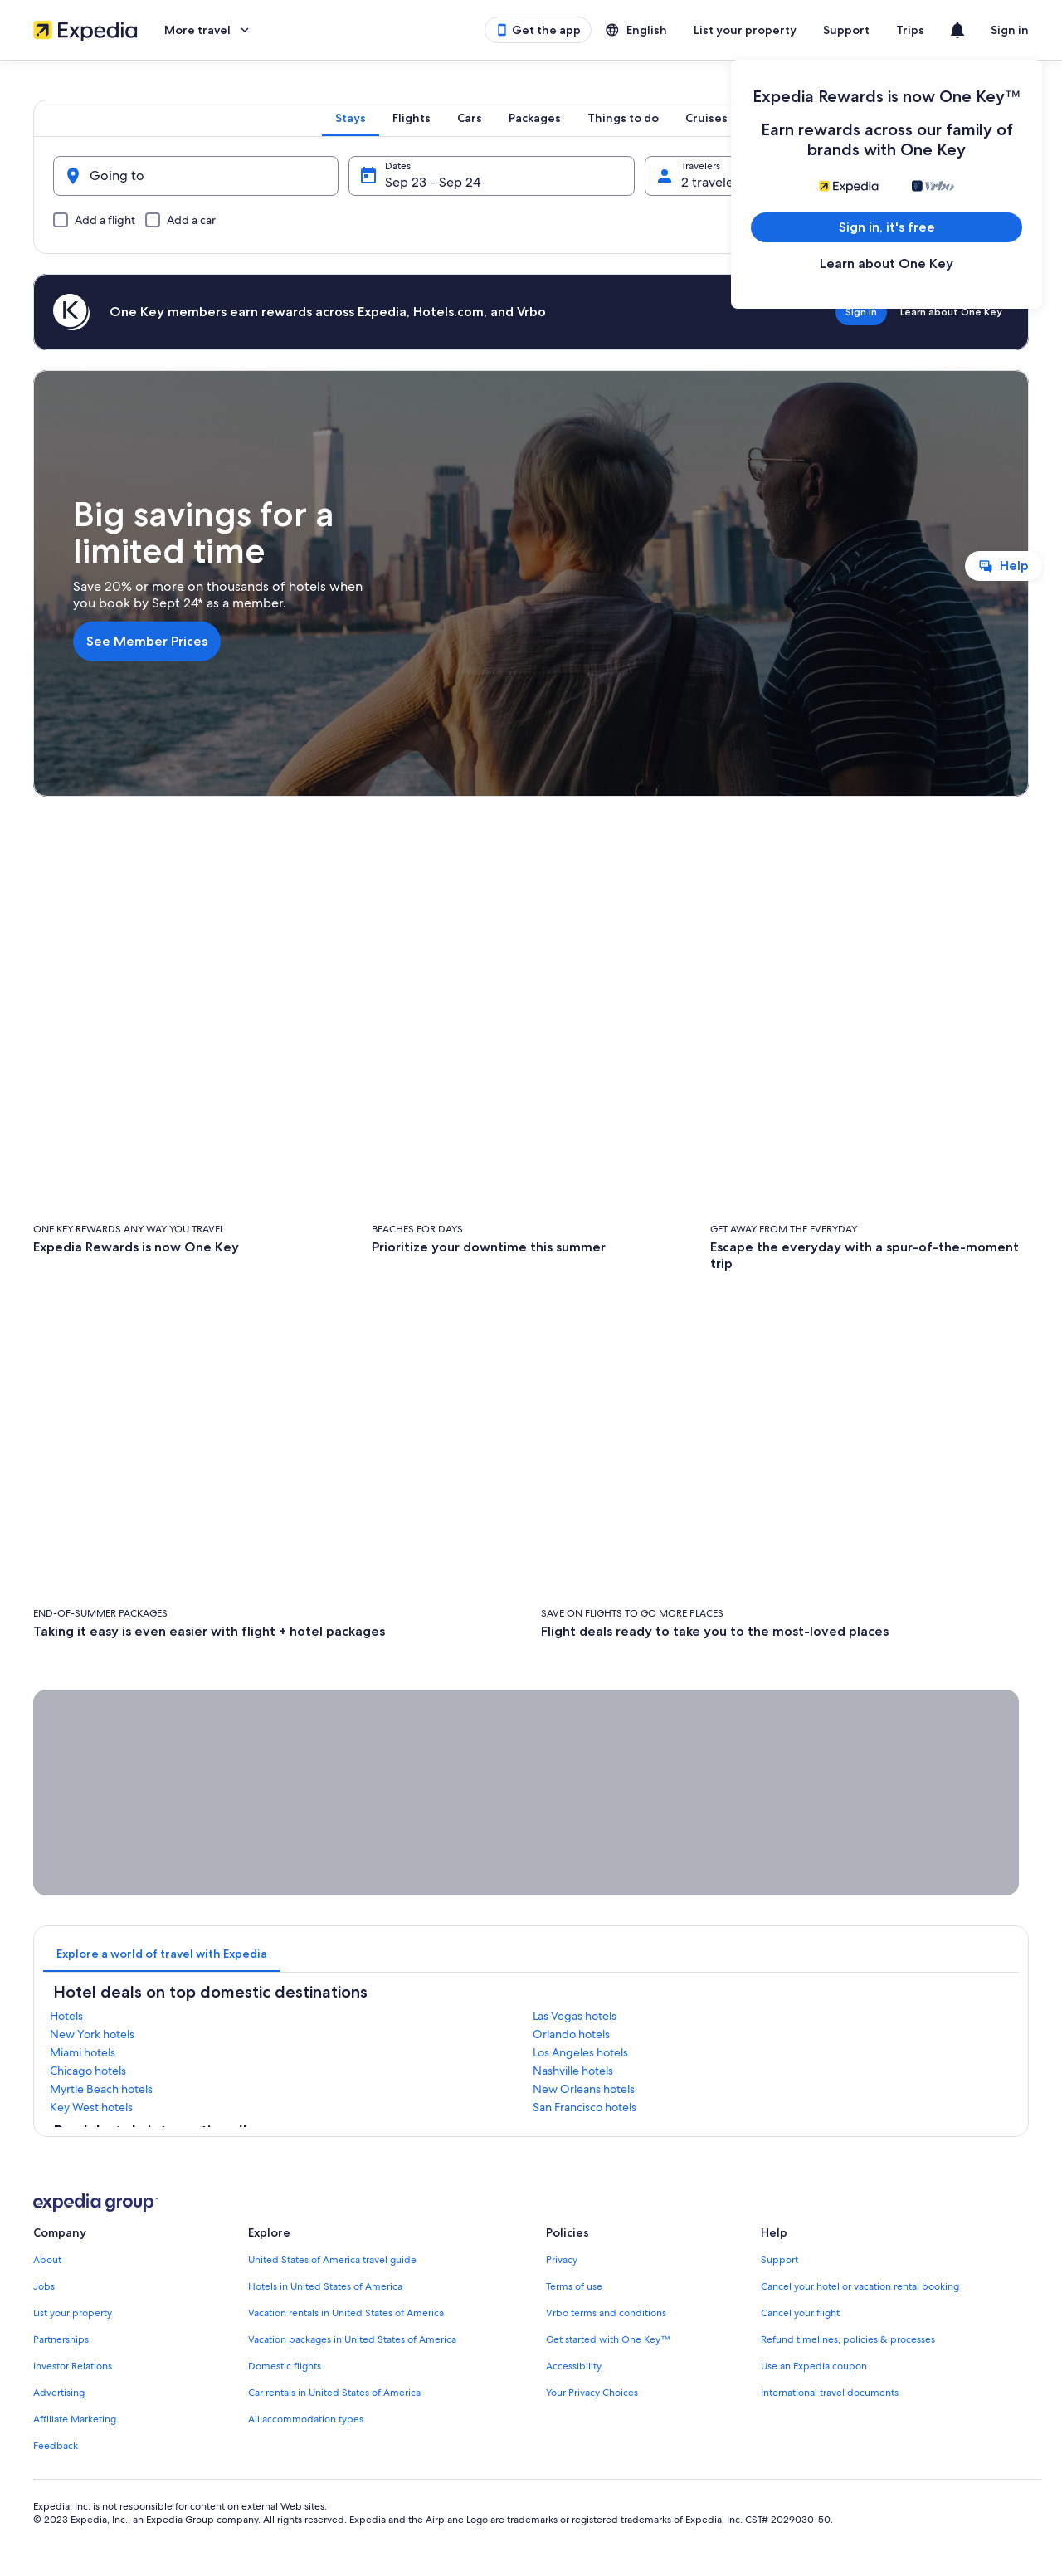 Expedia
More travel
Get the app
English
List your property
Support
Trips
Sign in
Expedia Rewards is now One Key™
Earn rewards across our family of
brands with One Key
Expedia
Vrbo
Sign in, it's free
Learn about One Key
Stays
Flights
Cars
Packages
Things to do
Cruises
Going to
Dates
Sep 23 - Sep 24
Travelers
Add a flight
Add a car
One Key members earn rewards across Expedia, Hotels.com, and Vrbo
Sign in
Learn about One Key
Big savings for a
limited time
Save 20% or more on thousands of hotels when
you book by Sept 24* as a member.
See Member Prices
Help
ONE KEY REWARDS ANY WAY YOU TRAVEL
Expedia Rewards is now One Key
BEACHES FOR DAYS
Prioritize your downtime this summer
GET AWAY FROM THE EVERYDAY
Escape the everyday with a spur-of-the-moment
trip
END-OF-SUMMER PACKAGES
Taking it easy is even easier with flight + hotel packages
SAVE ON FLIGHTS TO GO MORE PLACES
Flight deals ready to take you to the most-loved places
Explore a world of travel with Expedia
Hotel deals on top domestic destinations
Hotels
Las Vegas hotels
New York hotels
Orlando hotels
Miami hotels
Los Angeles hotels
Chicago hotels
Nashville hotels
Myrtle Beach hotels
New Orleans hotels
Key West hotels
San Francisco hotels
expedia group
Company
About
Jobs
List your property
Partnerships
Investor Relations
Advertising
Affiliate Marketing
Feedback
Explore
United States of America travel guide
Hotels in United States of America
Vacation rentals in United States of America
Vacation packages in United States of America
Domestic flights
Car rentals in United States of America
All accommodation types
Policies
Privacy
Terms of use
Vrbo terms and conditions
Get started with One Key™
Accessibility
Your Privacy Choices
Help
Support
Cancel your hotel or vacation rental booking
Cancel your flight
Refund timelines, policies & processes
Use an Expedia coupon
International travel documents
Expedia, Inc. is not responsible for content on external Web sites.
© 2023 Expedia, Inc., an Expedia Group company. All rights reserved. Expedia and the Airplane Logo are trademarks or registered trademarks of Expedia, Inc. CST# 2029030-50.